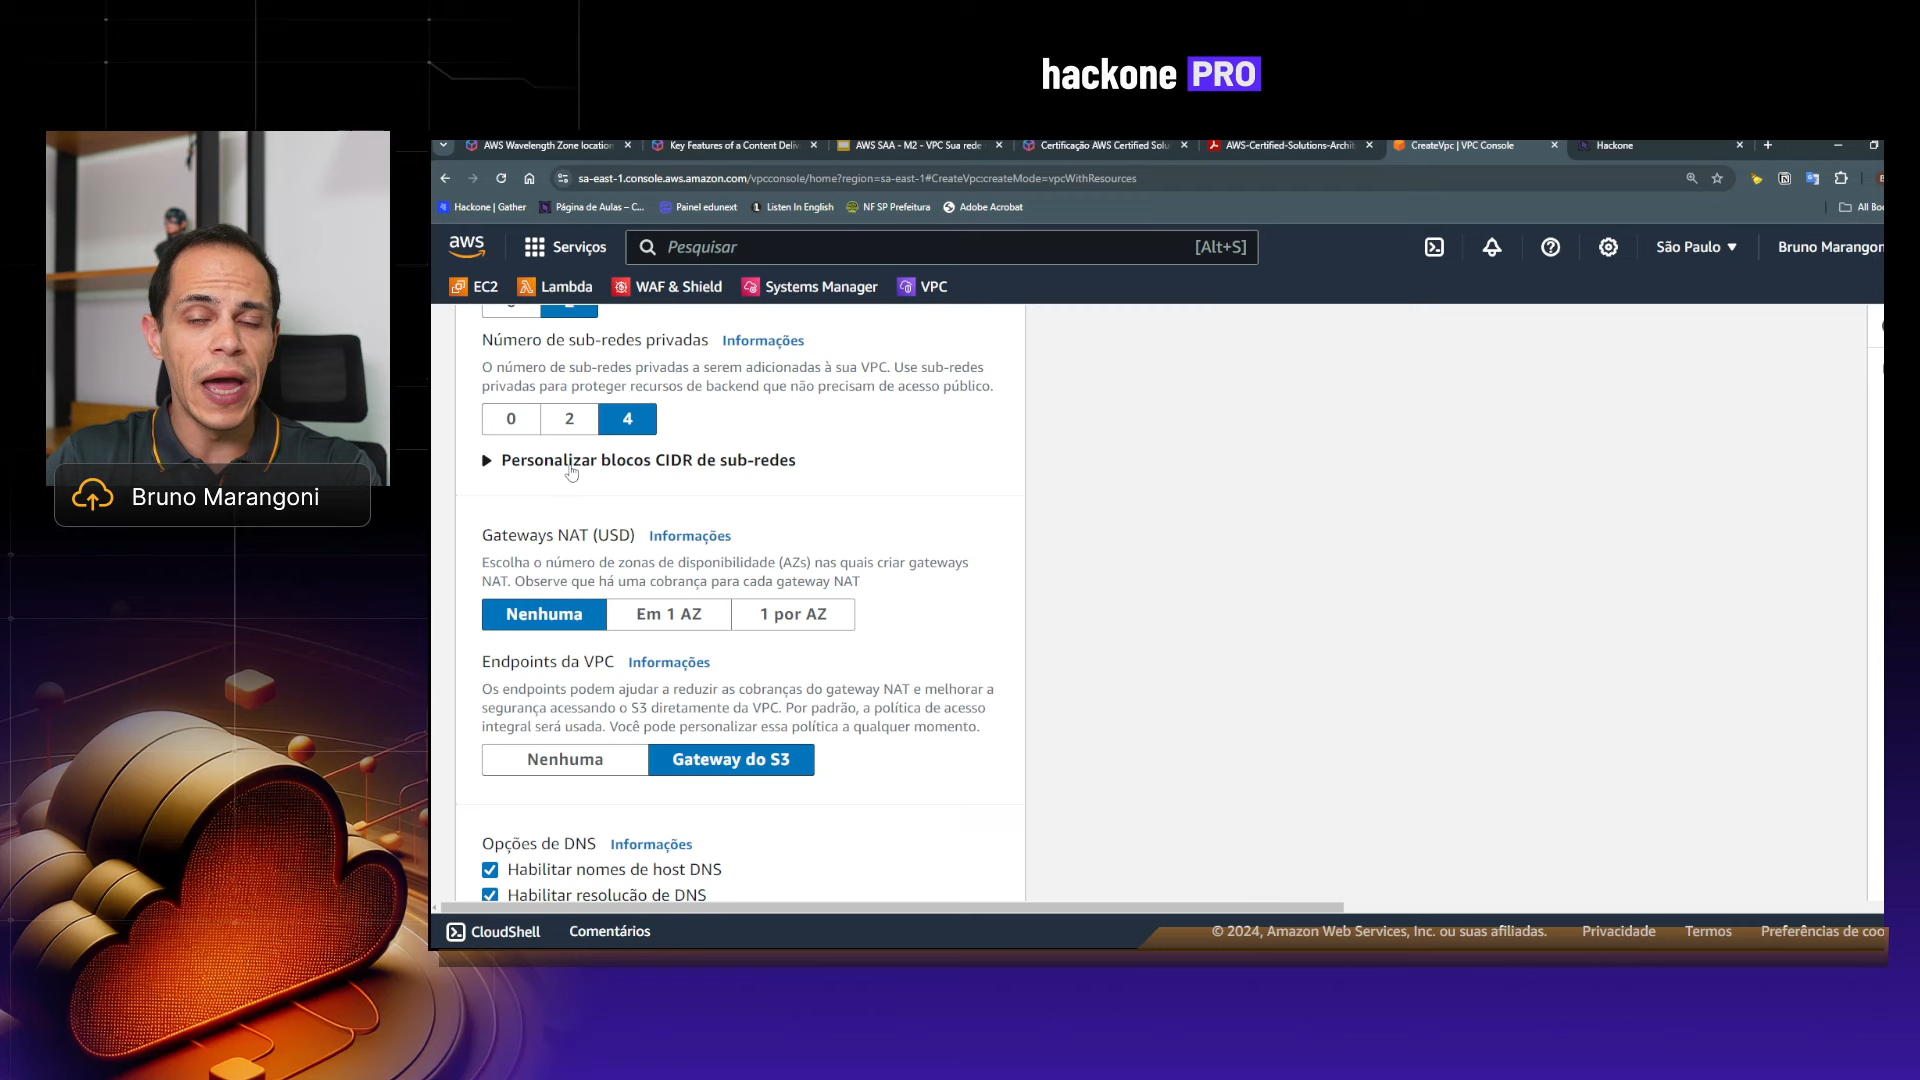 hackone PRO
AWS Wavelength Zone location
Key Features of a Content Deliv
AWS SAA - M2 - VPC Sua rede
Certificação AWS Certified Solu
AWS-Certified-Solutions-Archit
CreateVpc | VPC Console
Hackone
sa-east-1.console.aws.amazon.com/vpcconsole/home?region=sa-east-1#CreateVpc:createMode=vpcWithResources
Hackone | Gather
Página de Aulas – C...
Painel edunext
Listen In English
NF SP Prefeitura
Adobe Acrobat
All Boo
aws
Serviços
Pesquisar
[Alt+S]
São Paulo ▼
Bruno Marangon
EC2
Lambda
WAF & Shield
Systems Manager
VPC
Número de sub-redes privadas Informações
O número de sub-redes privadas a serem adicionadas à sua VPC. Use sub-redes
privadas para proteger recursos de backend que não precisam de acesso público.
0 2 4
Personalizar blocos CIDR de sub-redes
Gateways NAT (USD) Informações
Escolha o número de zonas de disponibilidade (AZs) nas quais criar gateways
NAT. Observe que há uma cobrança para cada gateway NAT
Nenhuma Em 1 AZ 1 por AZ
Endpoints da VPC Informações
Os endpoints podem ajudar a reduzir as cobranças do gateway NAT e melhorar a
segurança acessando o S3 diretamente da VPC. Por padrão, a política de acesso
integral será usada. Você pode personalizar essa política a qualquer momento.
Nenhuma Gateway do S3
Opções de DNS Informações
Habilitar nomes de host DNS
Habilitar resolução de DNS
CloudShell
Comentários
© 2024, Amazon Web Services, Inc. ou suas afiliadas.
Privacidade
Termos
Preferências de coo
Bruno Marangoni